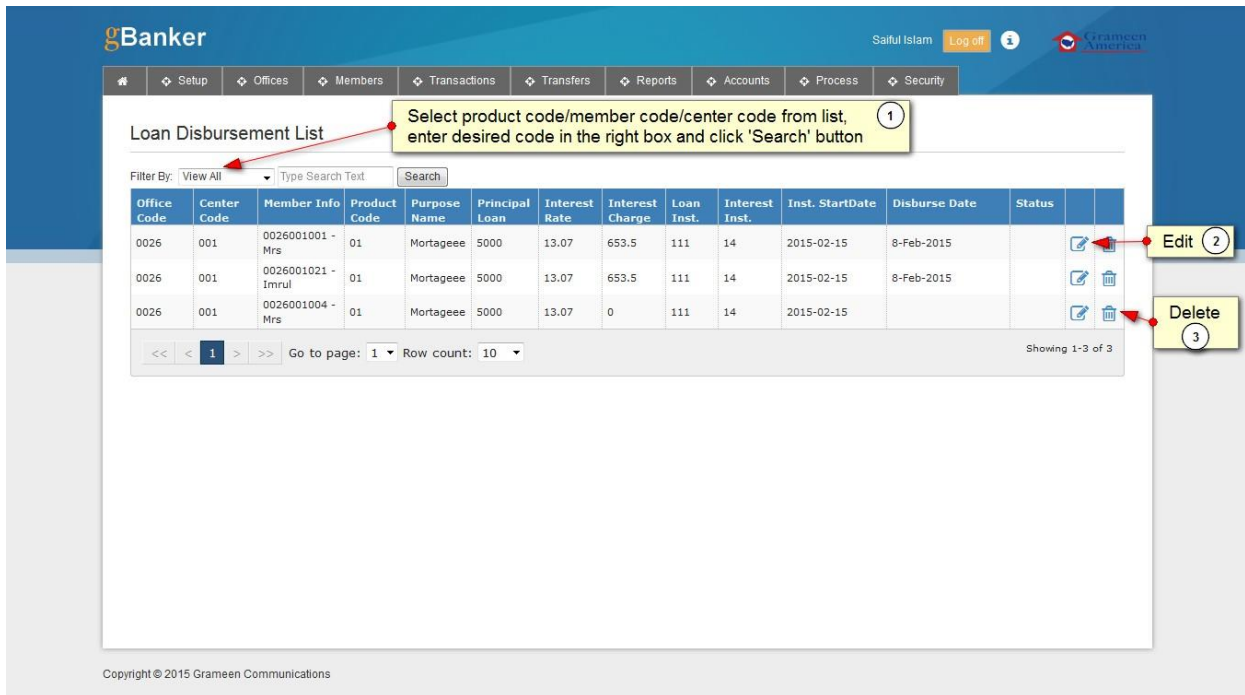 gBanker
Saiful Islam Log off i Grameen America
Setup Offices Members Transactions Transfers Reports Accounts Process Security
Select product code/member code/center code from list, 1
enter desired code in the right box and click 'Search' button
Loan Disbursement List
Filter By: View All Type Search Text Search
Office Code Center Code Member Info Product Code Purpose Name Principal Loan Interest Rate Interest Charge Loan Inst. Interest Inst. Inst. StartDate Disburse Date Status
0026 001 0026001001 - Mrs 01 Mortageee 5000 13.07 653.5 111 14 2015-02-15 8-Feb-2015
Edit 2
0026 001 0026001021 - Imrul 01 Mortageee 5000 13.07 653.5 111 14 2015-02-15 8-Feb-2015
0026 001 0026001004 - Mrs 01 Mortageee 5000 13.07 0 111 14 2015-02-15
Delete
3
<< < 1 > >> Go to page: 1 Row count: 10 Showing 1-3 of 3
Copyright © 2015 Grameen Communications